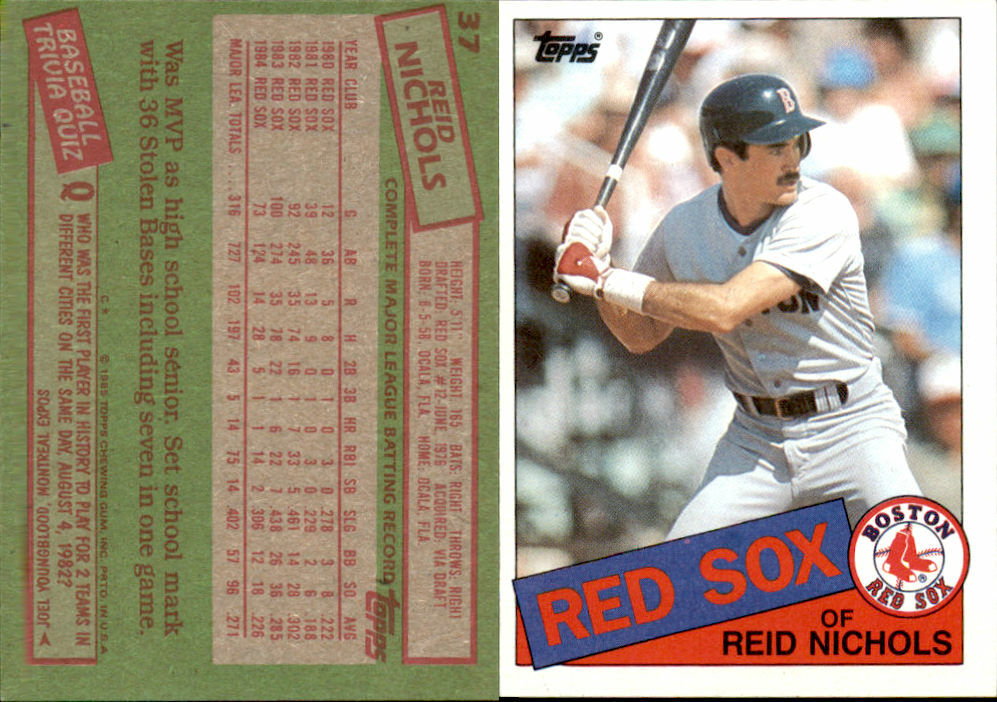 37
REID
NICHOLS
HEIGHT: 5'11" WEIGHT: 165 BATS: RIGHT THROWS: RIGHT
DRAFTED: RED SOX #12-JUNE, 1976 ACQUIRED: VIA DRAFT
BORN: 8-5-58, OCALA, FLA. HOME: OCALA, FLA.
COMPLETE MAJOR LEAGUE BATTING RECORD
topps
YEAR CLUB G AB R H 2B 3B HR RBI SB SLG BB SO AVG
1980 RED SOX 12 36 5 8 0 1 0 3 0 .278 3 8 .222
1981 RED SOX 39 48 13 9 0 1 0 3 0 .229 2 6 .188
1982 RED SOX 92 245 35 74 16 1 7 33 5 .461 14 28 .302
1983 RED SOX 100 274 35 78 22 1 6 22 7 .438 26 36 .285
1984 RED SOX 73 124 14 28 5 1 1 14 2 .306 12 18 .226
MAJOR LEA. TOTALS ....316 727 102 197 43 5 14 75 14 .402 57 96 .271
Was MVP as high school senior. Set school mark
with 36 Stolen Bases including seven in one game.
C* © 1985 TOPPS CHEWING GUM, INC. PRTD. IN U.S.A.
BASEBALL
TRIVIA QUIZ
Q WHO WAS THE FIRST PLAYER IN HISTORY TO PLAY FOR 2 TEAMS IN
DIFFERENT CITIES ON THE SAME DAY, AUGUST 4, 1982?
JOEL YOUNGBLOOD, MONTREAL EXPOS A
topps®
B
TON
RED SOX
BOSTON
RED SOX
®
OF
REID NICHOLS